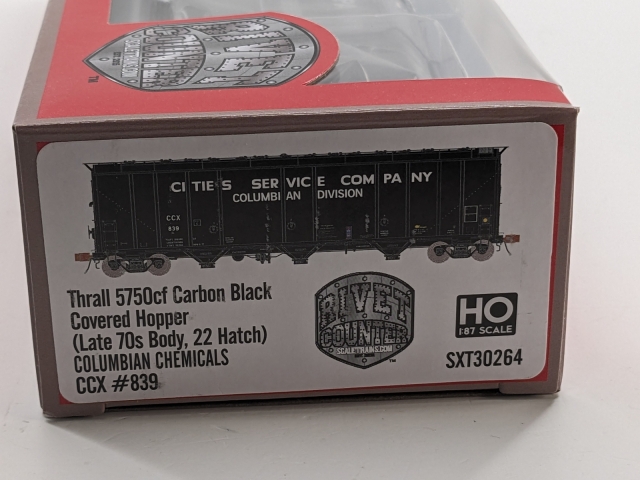 CITIES SERVICE COMPANY
COLUMBIAN DIVISION
CCX
839
Thrall 5750cf Carbon Black
Covered Hopper
(Late 70s Body, 22 Hatch)
COLUMBIAN CHEMICALS
CCX #839
RIVET
COUNTER
SCALETRAINS.COM
TM
HO
1:87 SCALE
SXT30264